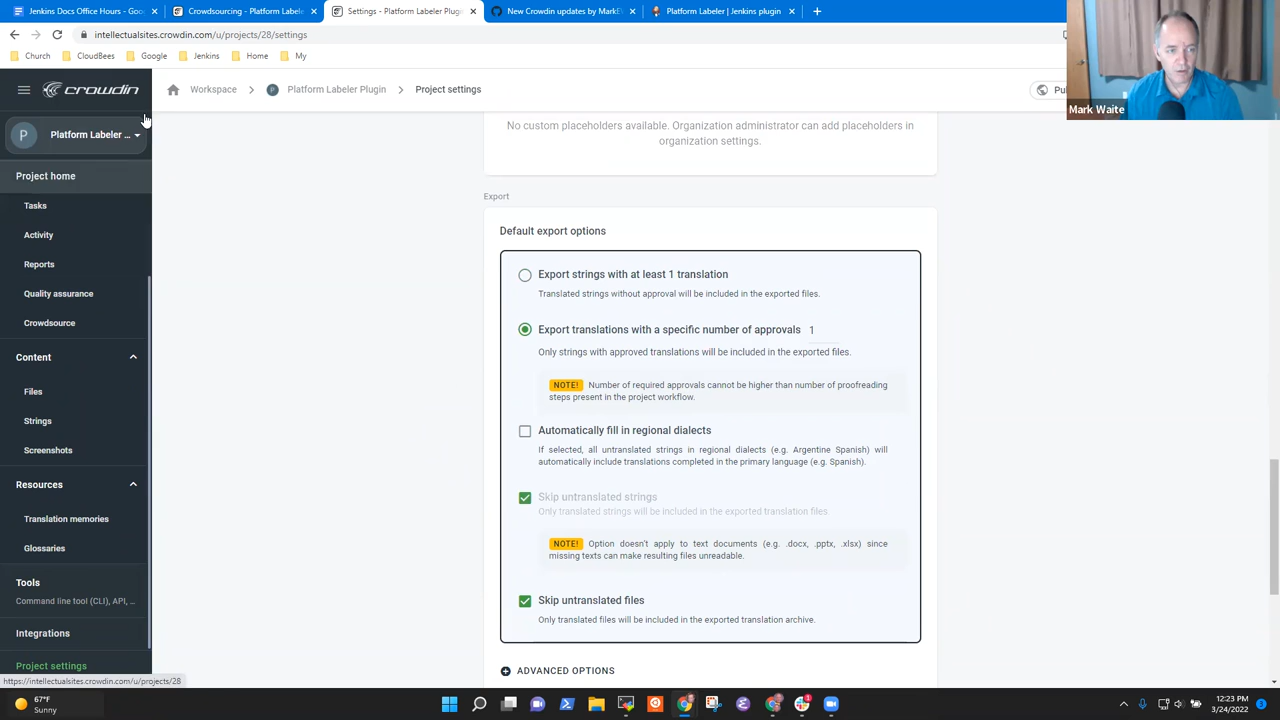 Jenkins Docs Office Hours - Goo
Crowdsourcing - Platform Labele
Settings - Platform Labeler Plugi
New Crowdin updates by MarkE
Platform Labeler | Jenkins plugin
intellectualsites.crowdin.com/u/projects/28/settings
Church
CloudBees
Google
Jenkins
Home
My
crowdin
Workspace
Platform Labeler Plugin
Project settings
Mark Waite
Platform Labeler ...
Project home
Tasks
Activity
Reports
Quality assurance
Crowdsource
Content
Files
Strings
Screenshots
Resources
Translation memories
Glossaries
Tools
Command line tool (CLI), API, ...
Integrations
Project settings
https://intellectualsites.crowdin.com/u/projects/28
No custom placeholders available. Organization administrator can add placeholders in
organization settings.
Export
Default export options
Export strings with at least 1 translation
Translated strings without approval will be included in the exported files.
Export translations with a specific number of approvals 1
Only strings with approved translations will be included in the exported files.
NOTE! Number of required approvals cannot be higher than number of proofreading
steps present in the project workflow.
Automatically fill in regional dialects
If selected, all untranslated strings in regional dialects (e.g. Argentine Spanish) will
automatically include translations completed in the primary language (e.g. Spanish).
Skip untranslated strings
Only translated strings will be included in the exported translation files
NOTE! Option doesn't apply to text documents (e.g. .docx, .pptx, .xlsx) since
missing texts can make resulting files unreadable.
Skip untranslated files
Only translated files will be included in the exported translation archive.
ADVANCED OPTIONS
67°F
Sunny
12:23 PM
3/24/2022